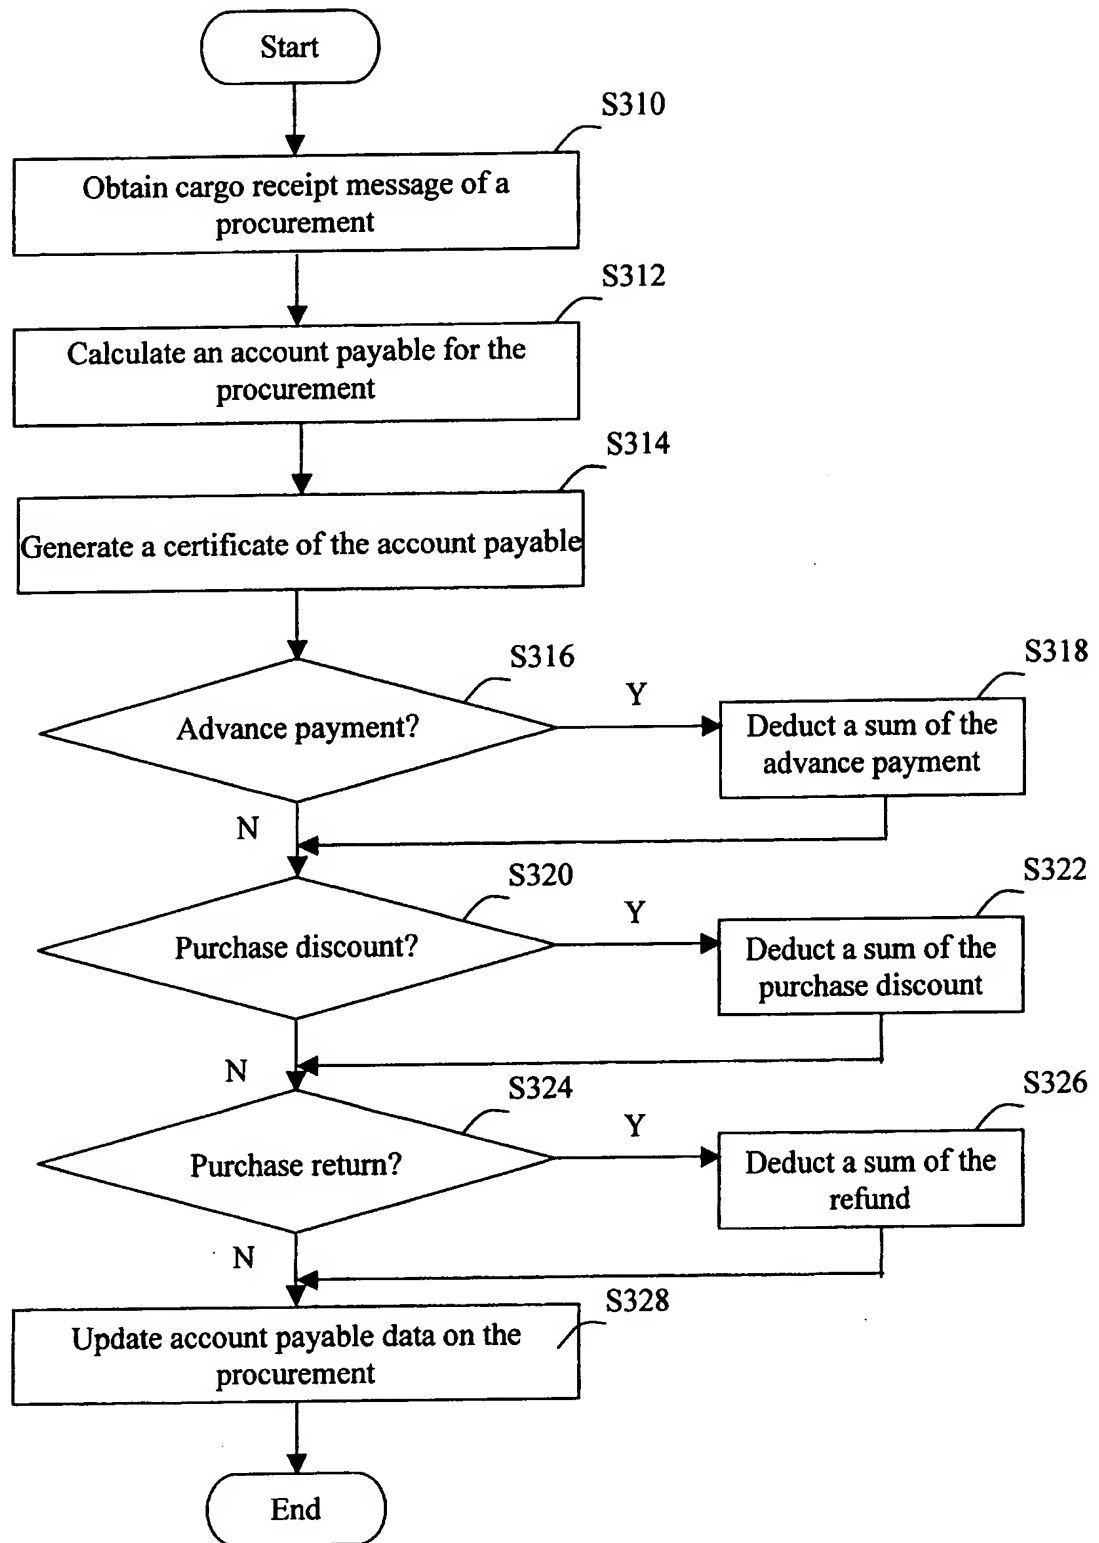 Start
S310
Obtain cargo receipt message of a
procurement
S312
Calculate an account payable for the
procurement
S314
Generate a certificate of the account payable
S316
Advance payment?
Y
S318
Deduct a sum of the
advance payment
N
S320
Purchase discount?
Y
S322
Deduct a sum of the
purchase discount
N
S324
Purchase return?
Y
S326
Deduct a sum of the
refund
N
S328
Update account payable data on the
procurement
End